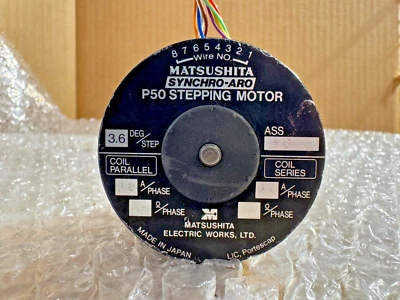 8 7 6 5 4 3 2 1
Wire NO.
MATSUSHITA
SYNCHRO-ARO
P50 STEPPING MOTOR
3.6 DEG/STEP
ASS
COIL PARALLEL
COIL SERIES
A/PHASE
A/PHASE
Ω/PHASE
Ω/PHASE
MATSUSHITA
ELECTRIC WORKS, LTD.
MADE IN JAPAN
LIC, Portescap